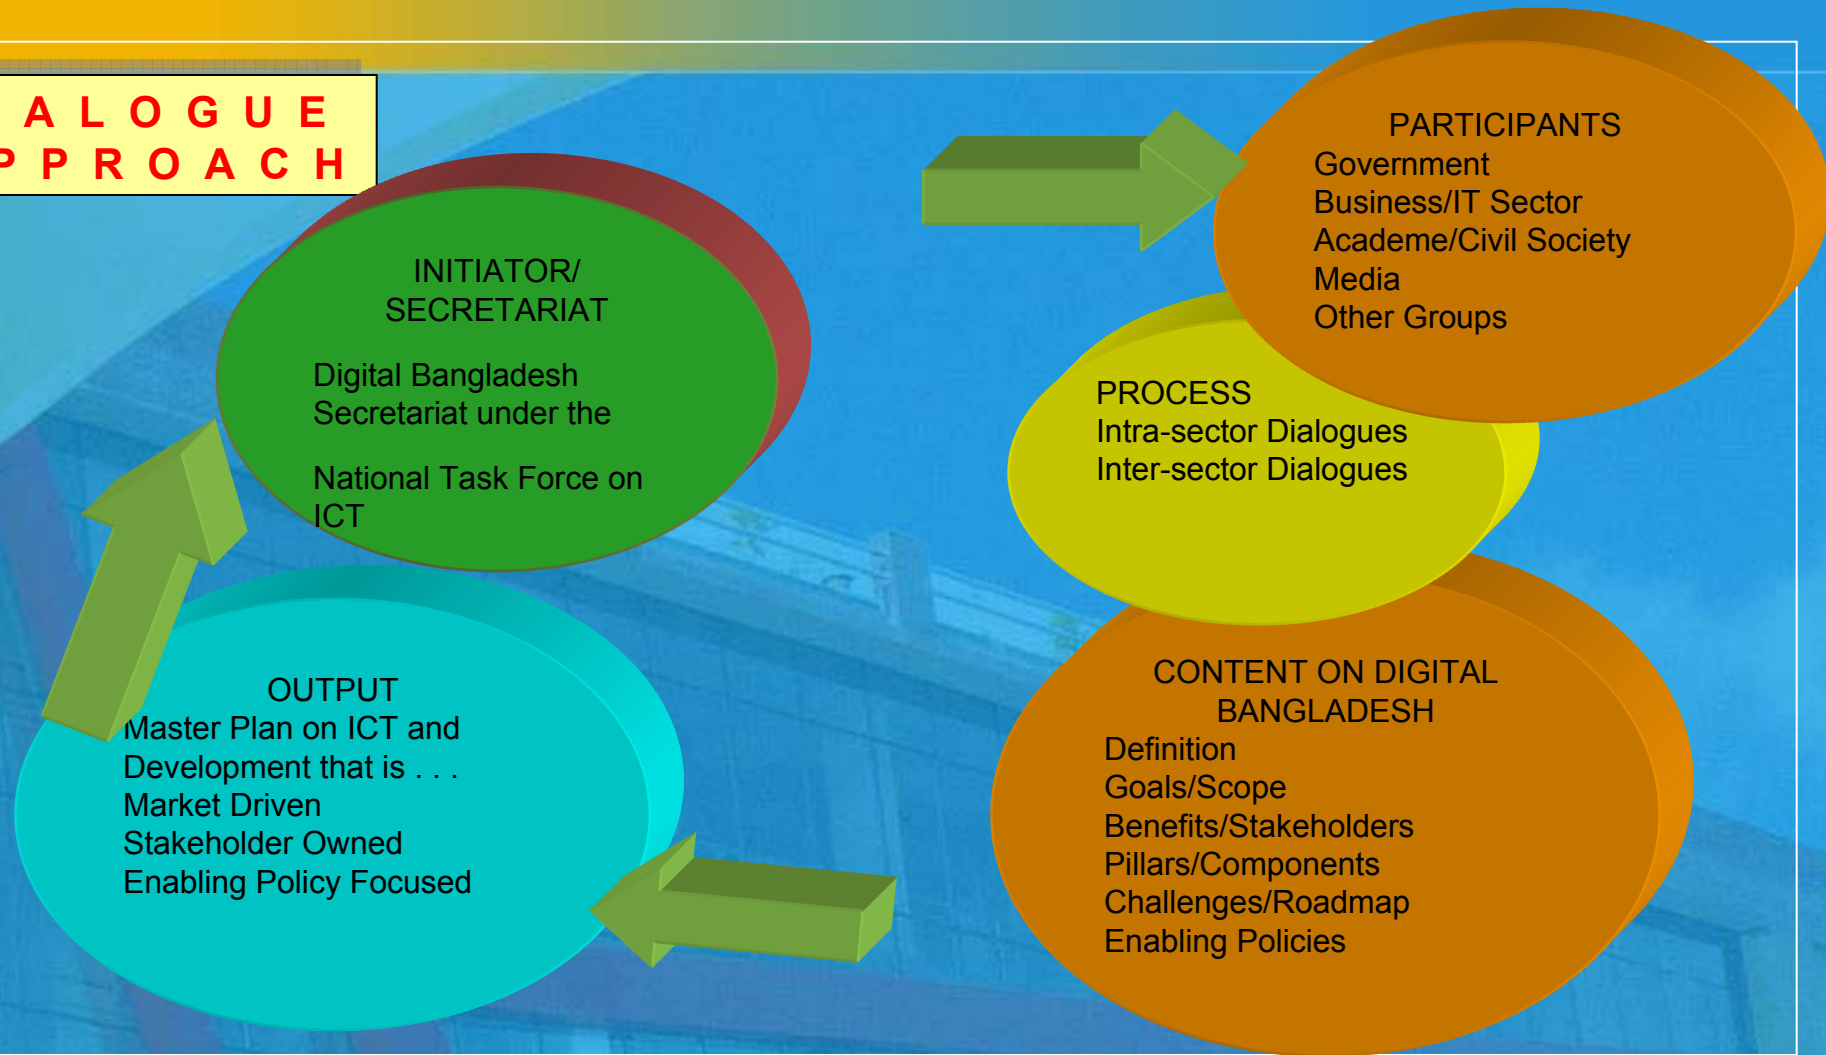 A L O G U E
P P R O A C H
INITIATOR/
SECRETARIAT
Digital Bangladesh
Secretariat under the
National Task Force on
ICT
PARTICIPANTS
Government
Business/IT Sector
Academe/Civil Society
Media
Other Groups
PROCESS
Intra-sector Dialogues
Inter-sector Dialogues
CONTENT ON DIGITAL
BANGLADESH
Definition
Goals/Scope
Benefits/Stakeholders
Pillars/Components
Challenges/Roadmap
Enabling Policies
OUTPUT
Master Plan on ICT and
Development that is . . .
Market Driven
Stakeholder Owned
Enabling Policy Focused